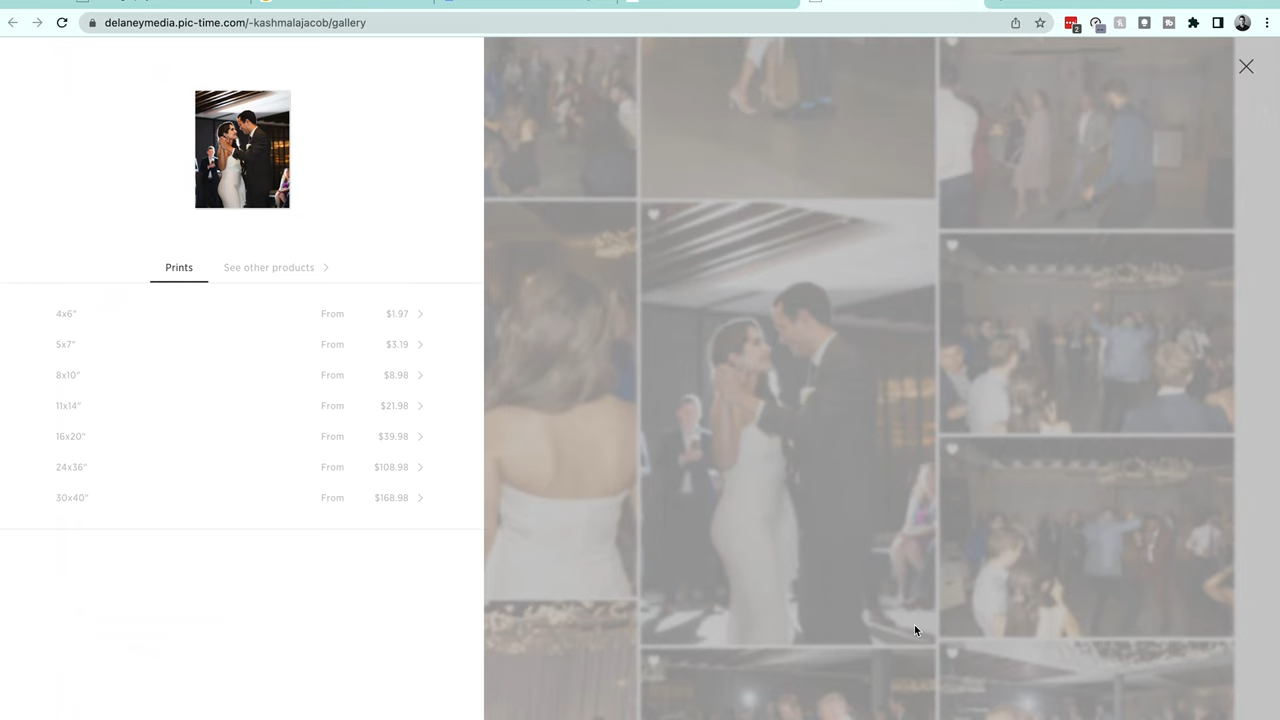 delaneymedia.pic-time.com/-kashmalajacob/gallery
2
Prints
See other products
4x6" From $1.97
5x7" From $3.19
8x10" From $8.98
11x14" From $21.98
16x20" From $39.98
24x36" From $108.98
30x40" From $168.98